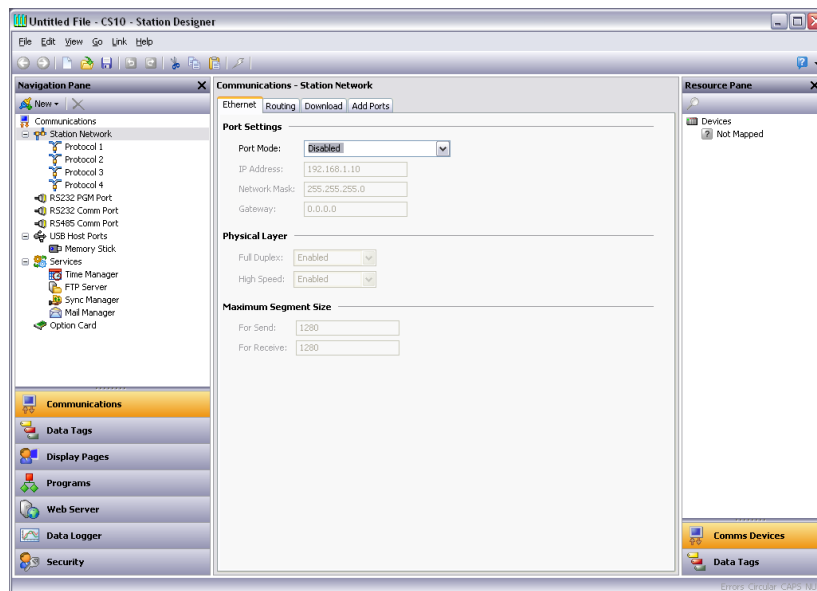 Untitled File - CS10 - Station Designer
File Edit View Go Link Help
Navigation Pane
New
Communications
Station Network
Protocol 1
Protocol 2
Protocol 3
Protocol 4
RS232 PGM Port
RS232 Comm Port
RS485 Comm Port
USB Host Ports
Memory Stick
Services
Time Manager
FTP Server
Sync Manager
Mail Manager
Option Card
Communications
Data Tags
Display Pages
Programs
Web Server
Data Logger
Security
Communications - Station Network
Ethernet Routing Download Add Ports
Port Settings
Port Mode: Disabled
IP Address: 192.168.1.10
Network Mask: 255.255.255.0
Gateway: 0.0.0.0
Physical Layer
Full Duplex: Enabled
High Speed: Enabled
Maximum Segment Size
For Send: 1280
For Receive: 1280
Resource Pane
Devices
Not Mapped
Comms Devices
Data Tags
Errors Circular CAPS NU